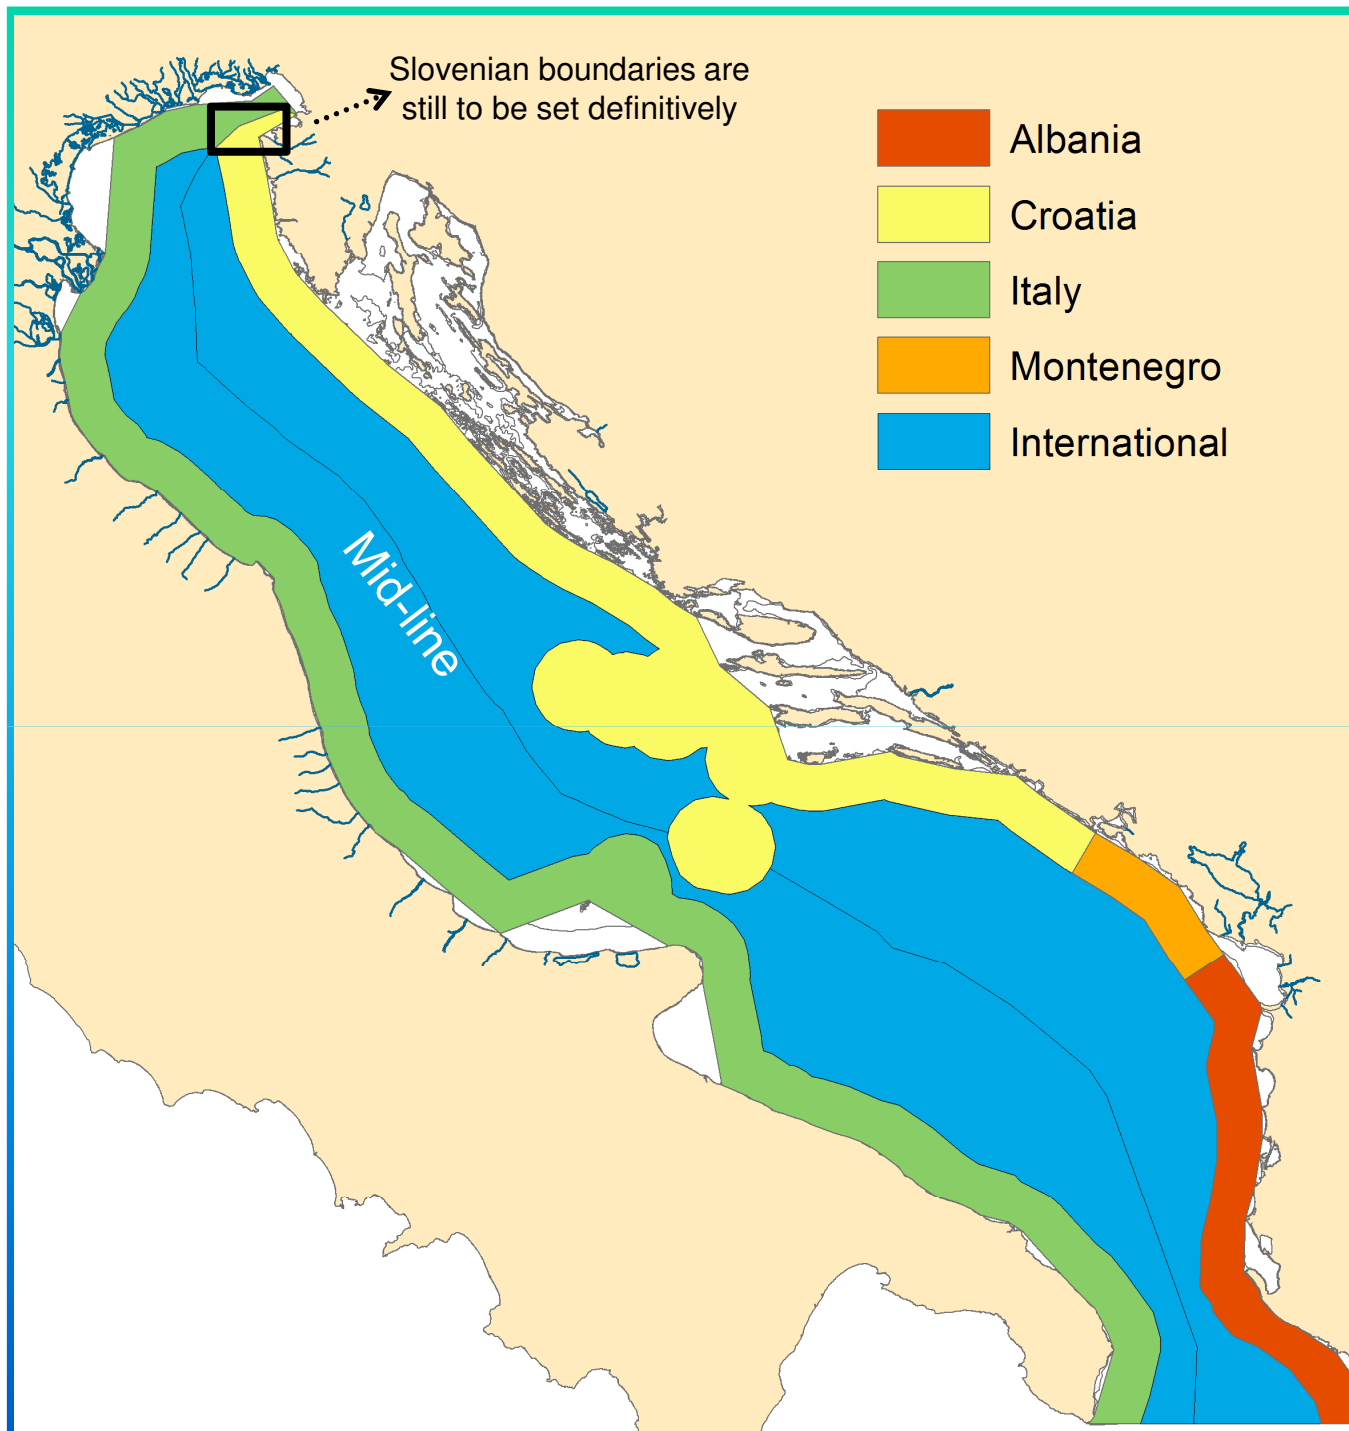 Slovenian boundaries are
still to be set definitively
Albania
Croatia
Italy
Montenegro
International
Mid-line